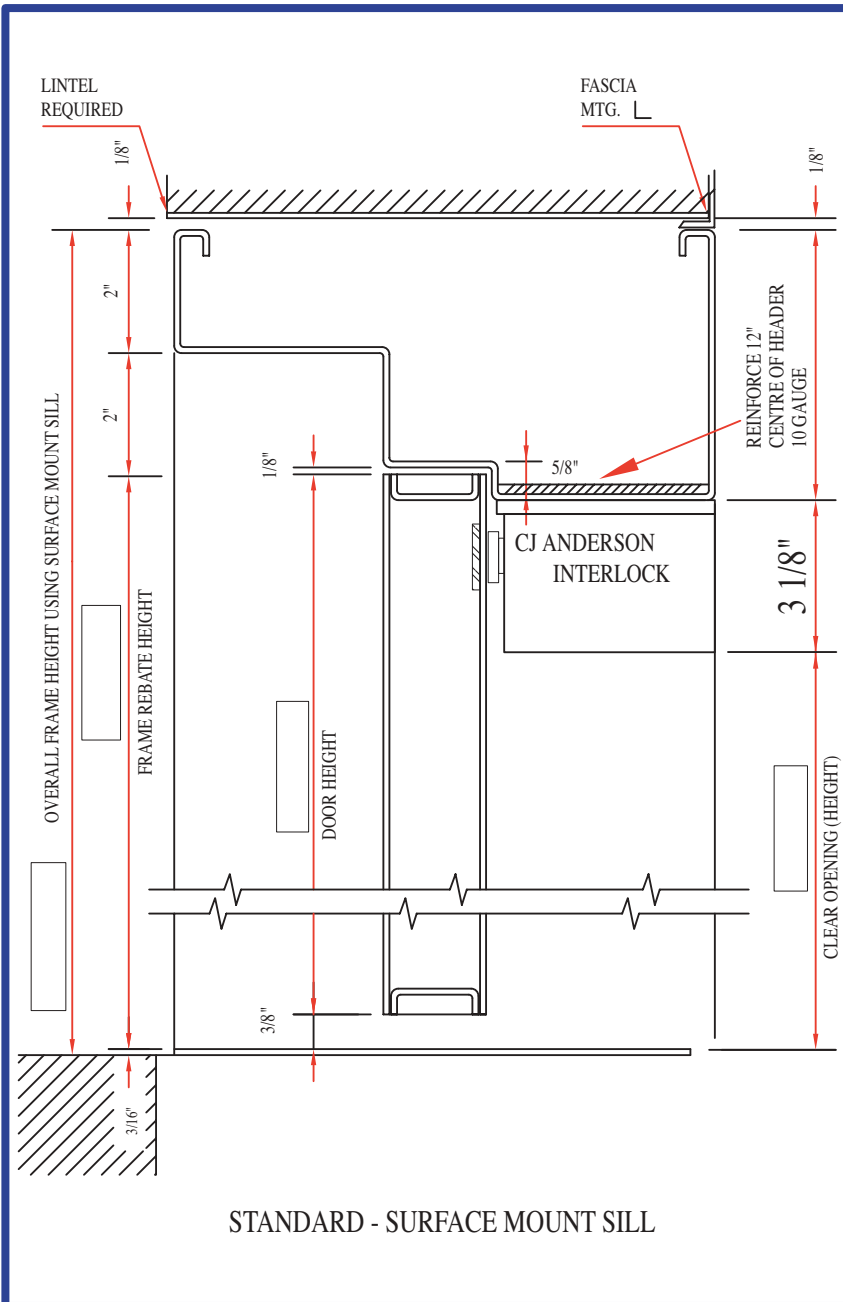 LINTEL
REQUIRED
FASCIA
MTG.
1/8"
1/8"
2"
2"
1/8"
5/8"
REINFORCE 12"
CENTRE OF HEADER
10 GAUGE
CJ ANDERSON
INTERLOCK
3 1/8"
OVERALL FRAME HEIGHT USING SURFACE MOUNT SILL
FRAME REBATE HEIGHT
DOOR HEIGHT
CLEAR OPENING (HEIGHT)
3/8"
3/16"
STANDARD - SURFACE MOUNT SILL